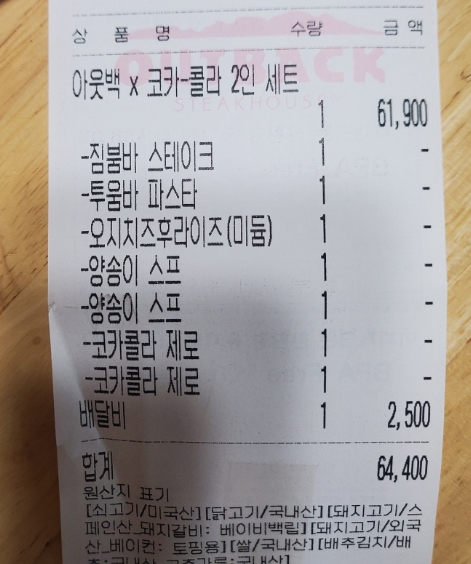 상 품 명 수량 금액
OUTBACK
STEAKHOUSE
아웃백 x 코카-콜라 2인 세트
1 61,900
-짐붐바 스테이크 1 -
-투움바 파스타 1 -
-오지치즈후라이즈(미듐) 1 -
-양송이 스프 1 -
-양송이 스프 1 -
-코카콜라 제로 1 -
-코카콜라 제로 1 -
배달비 1 2,500
합계 64,400
원산지 표기
[쇠고기/미국산][닭고기/국내산][돼지고기/스
페인산_돼지갈비: 베이비백립][돼지고기/외국
산_베이컨: 토핑용][쌀/국내산][배추김치/배